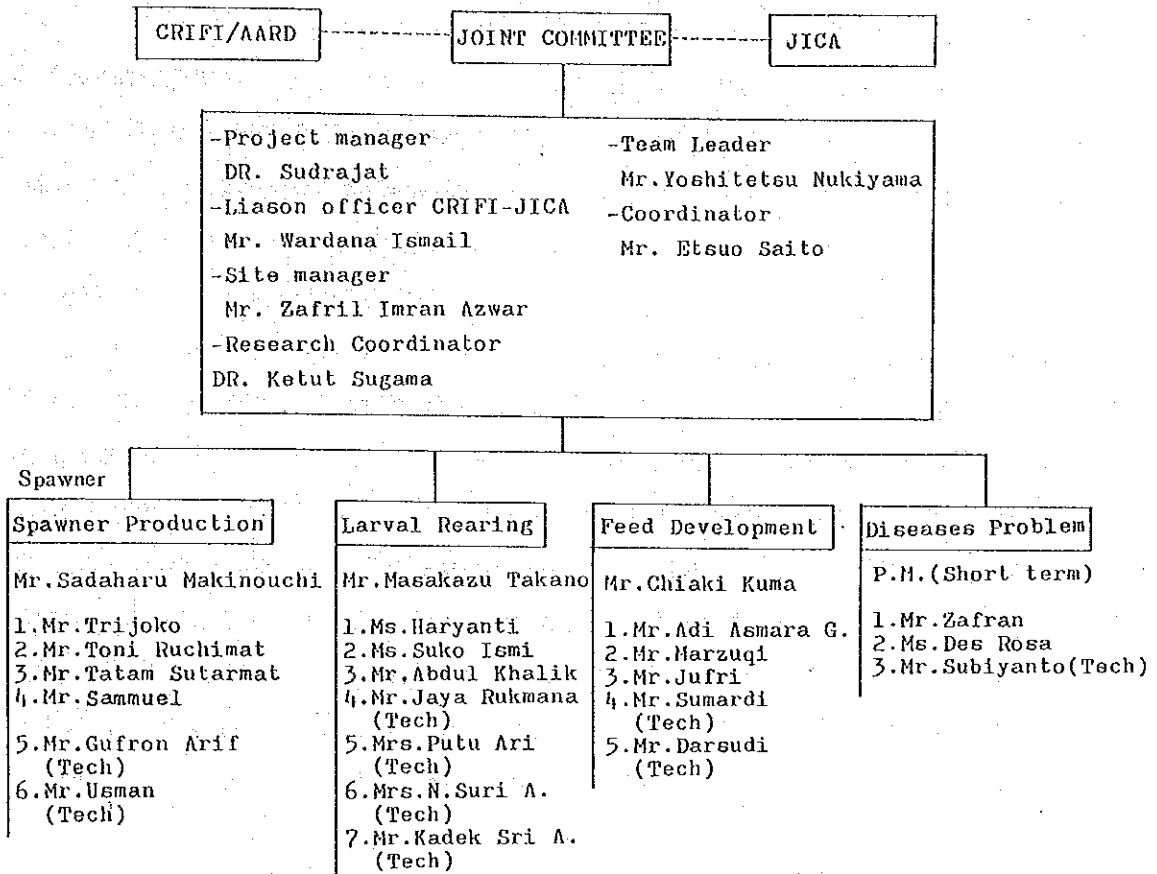 CRIFI/AARD
JOINT COMMITTEE
JICA
-Project manager
DR. Sudrajat
-Liason officer CRIFI-JICA
Mr. Wardana Ismail
-Site manager
Mr. Zafril Imran Azwar
-Research Coordinator
DR. Ketut Sugama
-Team Leader
Mr.Yoshitetsu Nukiyama
-Coordinator
Mr. Etsuo Saito
Spawner
Spawner Production
Mr.Sadaharu Makinouchi
1.Mr.Trijoko
2.Mr.Toni Ruchimat
3.Mr.Tatam Sutarmat
4.Mr.Sammuel
5.Mr.Gufron Arif
(Tech)
6.Mr.Usman
(Tech)
Larval Rearing
Mr.Masakazu Takano
1.Ms.Haryanti
2.Ms.Suko Ismi
3.Mr.Abdul Khalik
4.Mr.Jaya Rukmana
(Tech)
5.Mrs.Putu Ari
(Tech)
6.Mrs.N.Suri A.
(Tech)
7.Mr.Kadek Sri A.
(Tech)
Feed Development
Mr.Chiaki Kuma
1.Mr.Adi Asmara G.
2.Mr.Marzuqi
3.Mr.Jufri
4.Mr.Sumardi
(Tech)
5.Mr.Darsudi
(Tech)
Diseases Problem
P.M.(Short term)
1.Mr.Zafran
2.Ms.Des Rosa
3.Mr.Subiyanto(Tech)